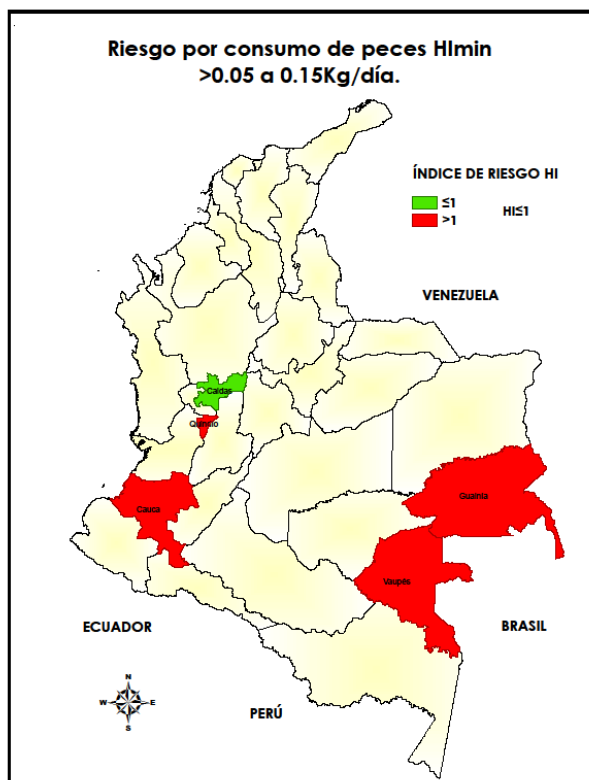 Riesgo por consumo de peces HImin
>0.05 a 0.15Kg/día.
ÍNDICE DE RIESGO HI
≤1
>1
HI≤1
VENEZUELA
Caldas
Quindio
Guainía
Cauca
Vaupés
ECUADOR
BRASIL
N
W
E
S
PERÚ